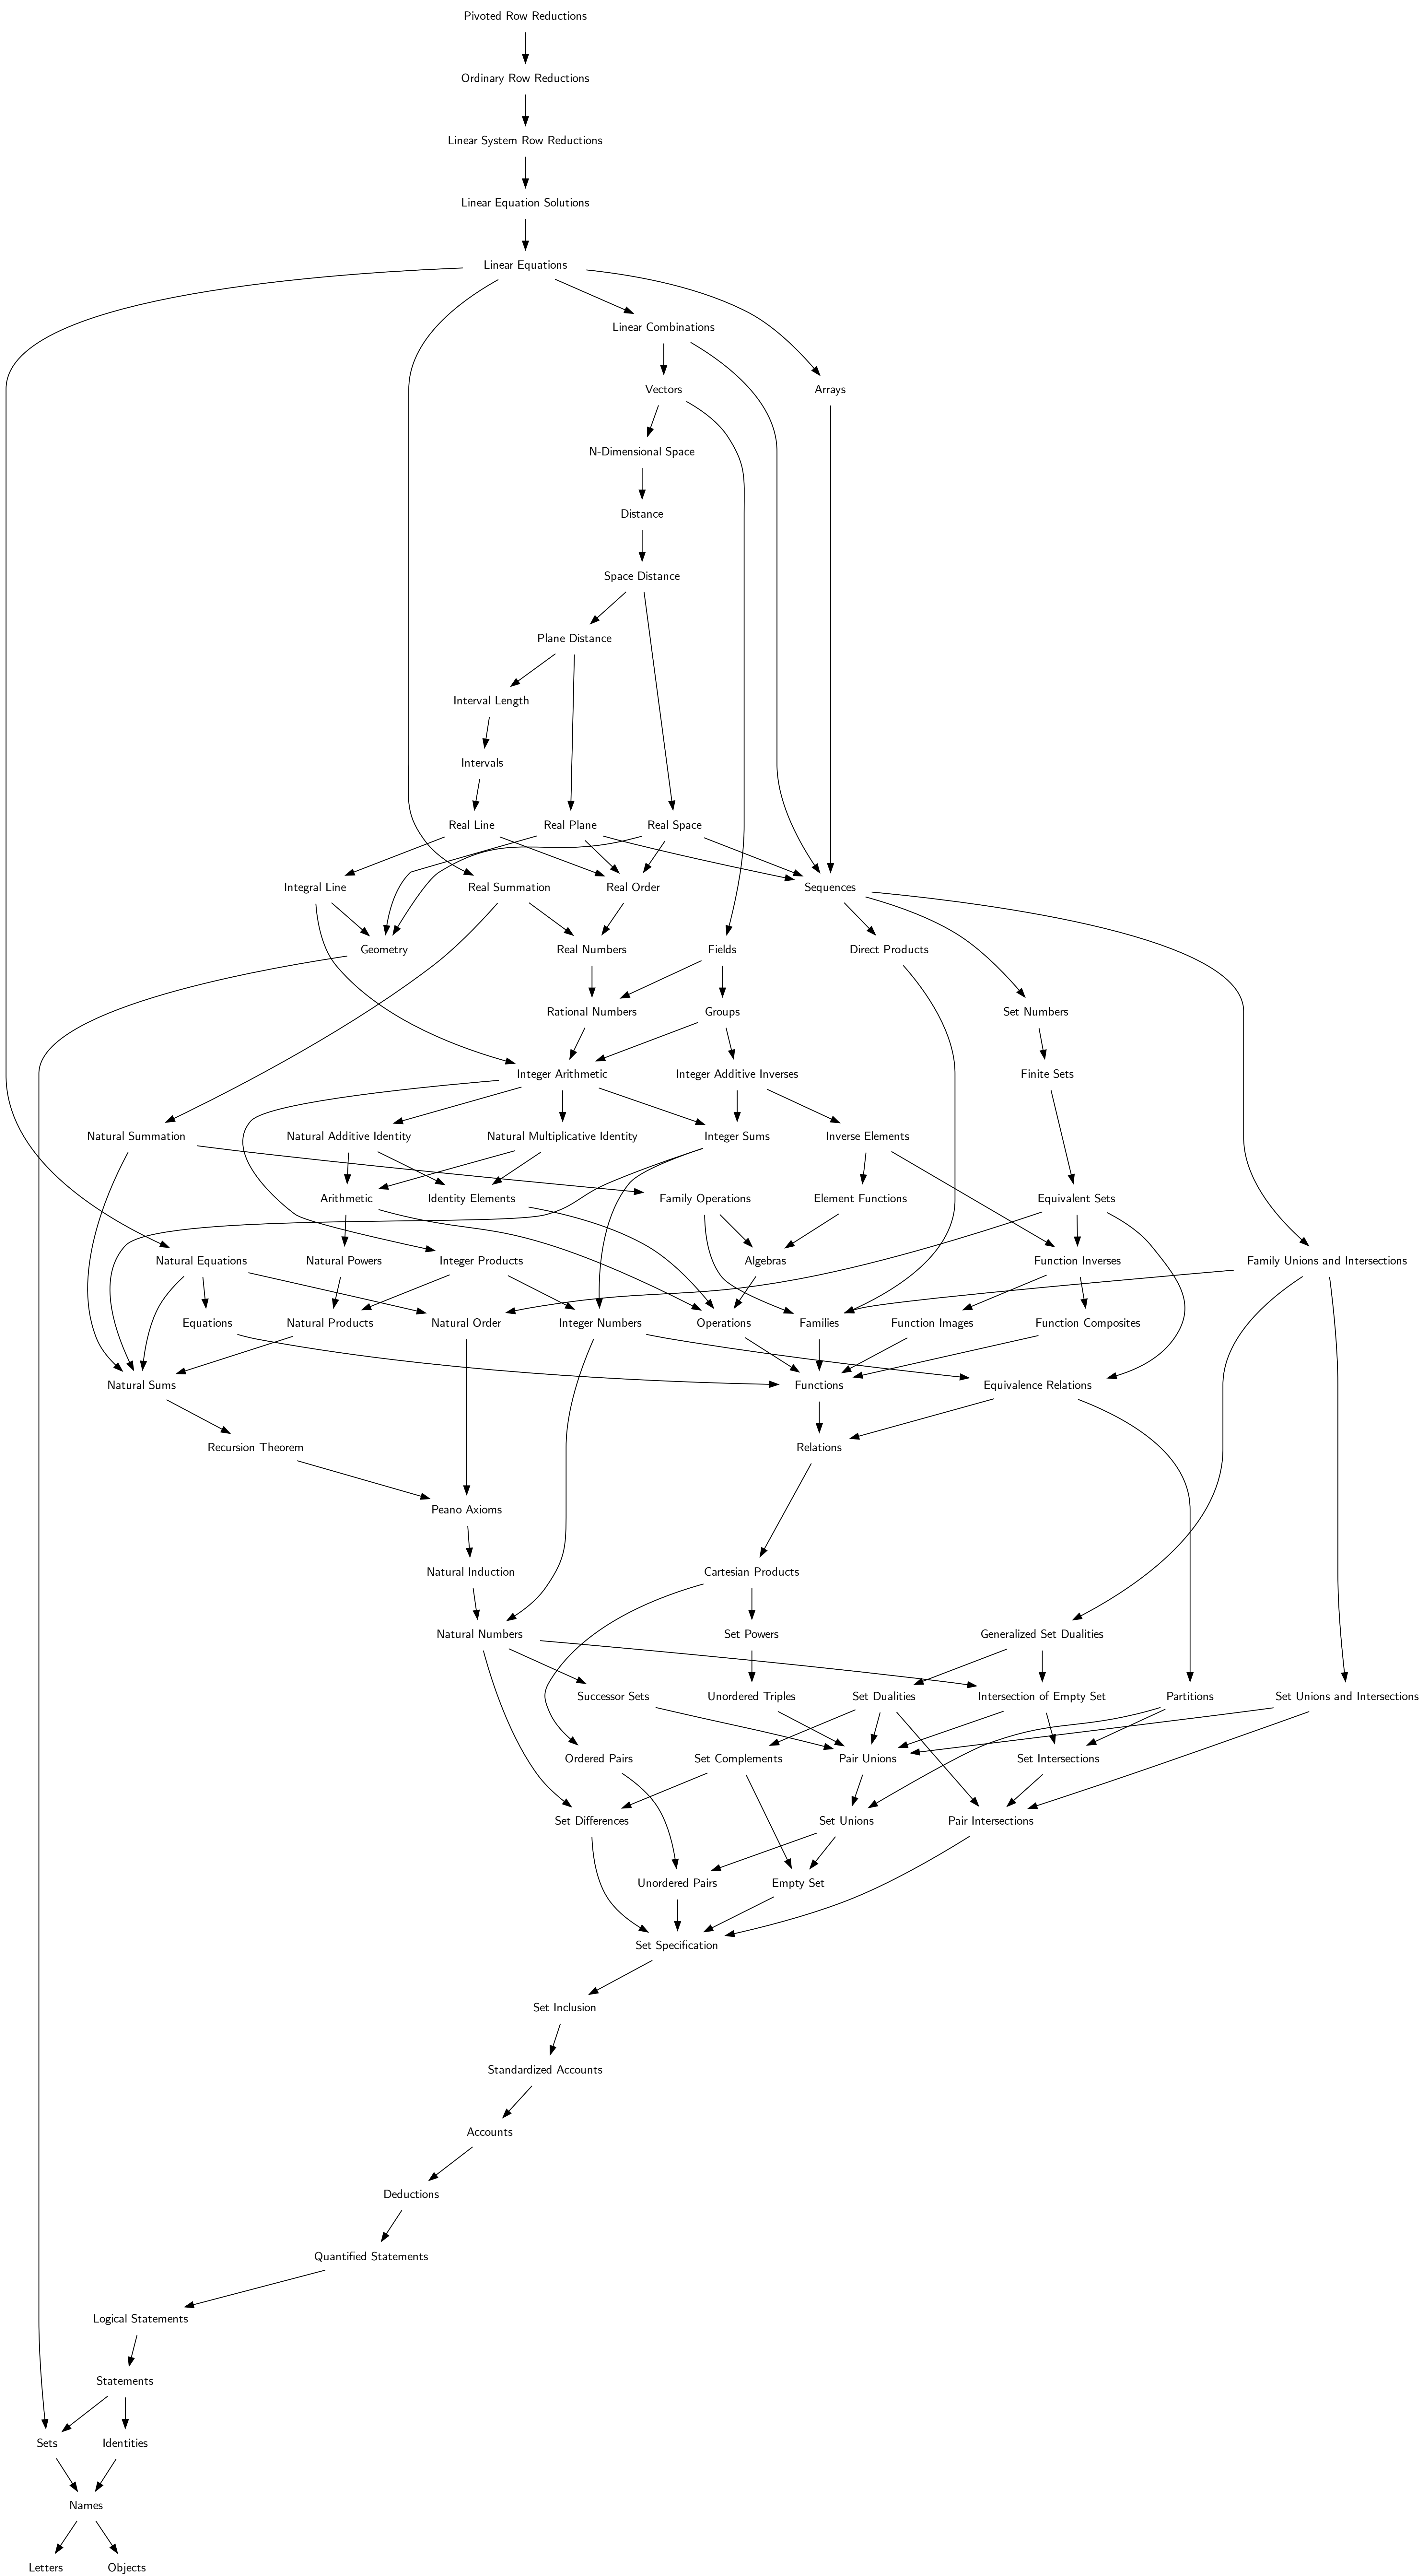 Pivoted Row Reductions
Ordinary Row Reductions
Linear System Row Reductions
Linear Equation Solutions
Linear Equations
Linear Combinations
Vectors
Arrays
N-Dimensional Space
Distance
Space Distance
Plane Distance
Interval Length
Intervals
Real Line
Real Plane
Real Space
Integral Line
Real Summation
Real Order
Sequences
Geometry
Real Numbers
Fields
Direct Products
Rational Numbers
Groups
Set Numbers
Integer Arithmetic
Integer Additive Inverses
Finite Sets
Natural Summation
Natural Additive Identity
Natural Multiplicative Identity
Integer Sums
Inverse Elements
Arithmetic
Identity Elements
Family Operations
Element Functions
Equivalent Sets
Natural Equations
Natural Powers
Integer Products
Algebras
Function Inverses
Family Unions and Intersections
Equations
Natural Products
Natural Order
Integer Numbers
Operations
Families
Function Images
Function Composites
Natural Sums
Functions
Equivalence Relations
Recursion Theorem
Relations
Peano Axioms
Natural Induction
Cartesian Products
Natural Numbers
Set Powers
Generalized Set Dualities
Successor Sets
Unordered Triples
Set Dualities
Intersection of Empty Set
Partitions
Set Unions and Intersections
Ordered Pairs
Set Complements
Pair Unions
Set Intersections
Set Differences
Set Unions
Pair Intersections
Unordered Pairs
Empty Set
Set Specification
Set Inclusion
Standardized Accounts
Accounts
Deductions
Quantified Statements
Logical Statements
Statements
Sets
Identities
Names
Letters
Objects